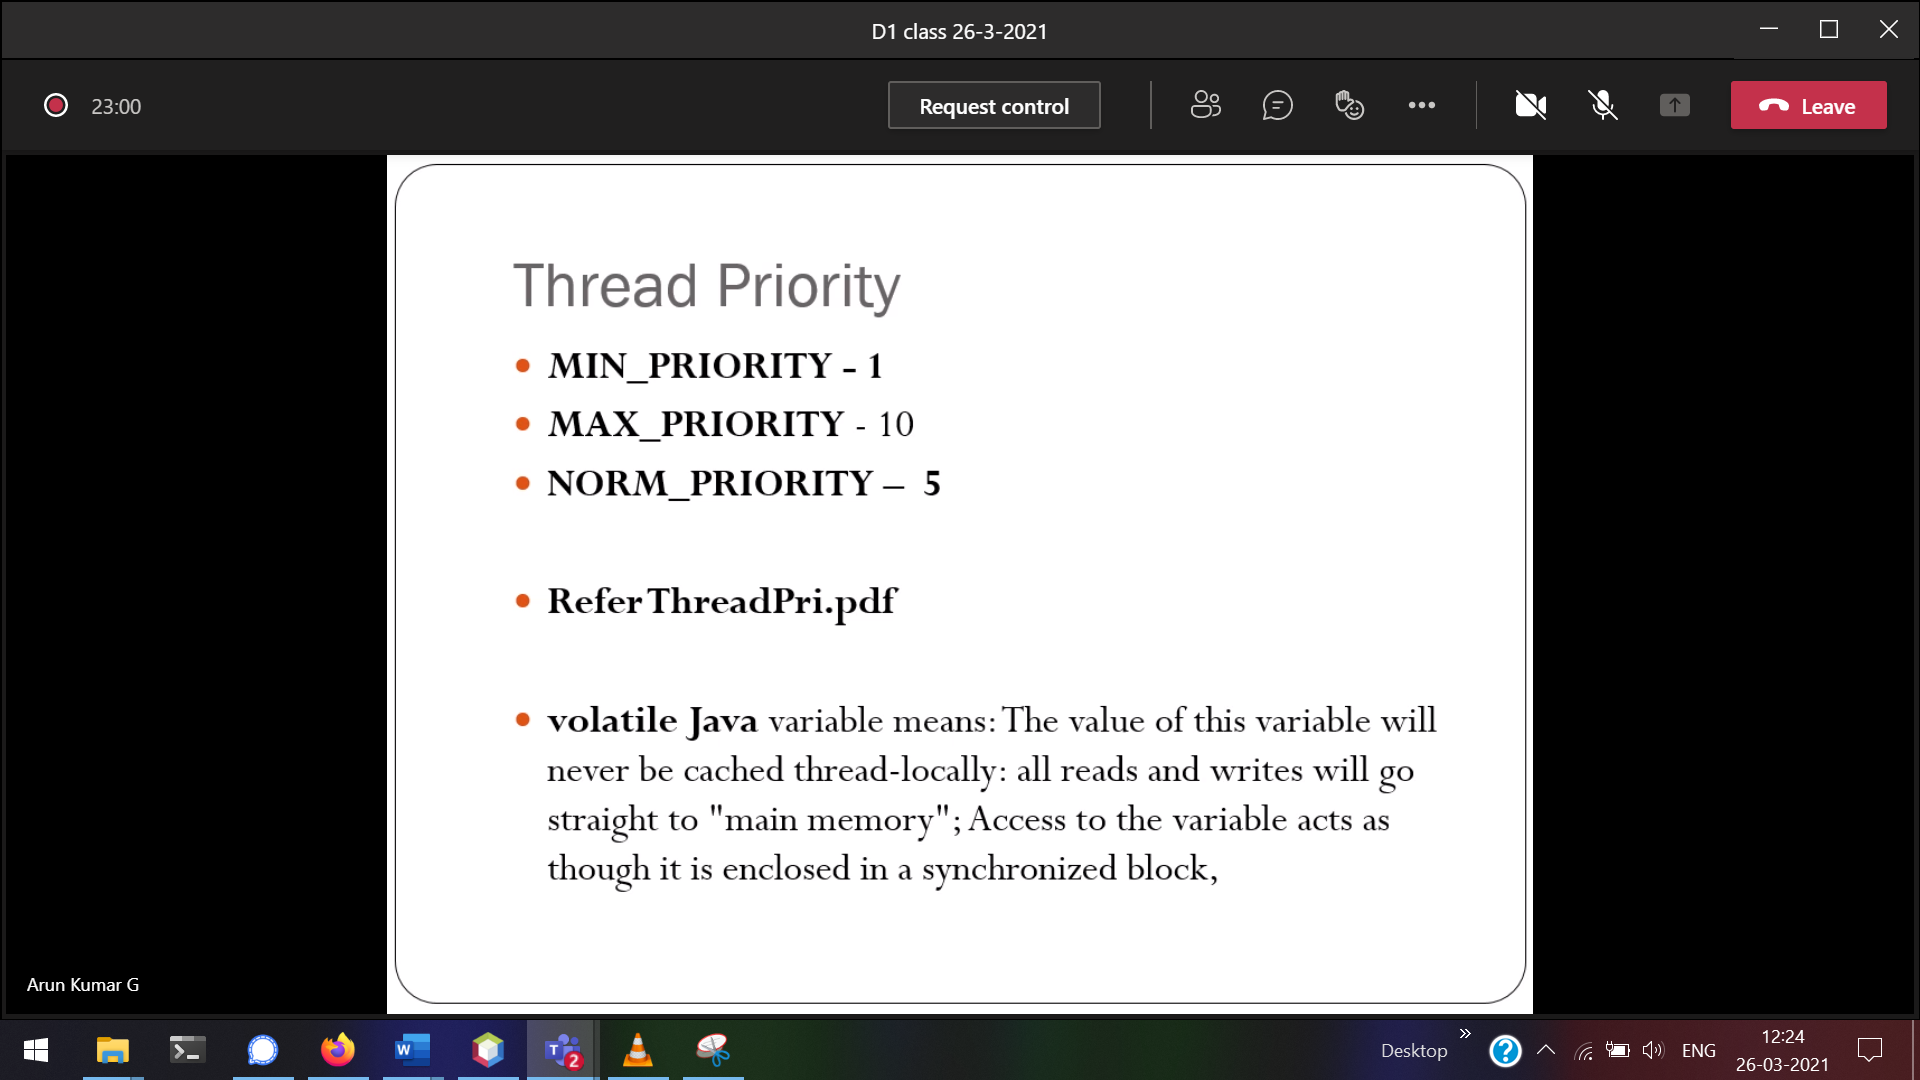 D1 class 26-3-2021
23:00
Request control
Leave
Thread Priority
• MIN_PRIORITY - 1
• MAX_PRIORITY - 10
• NORM_PRIORITY – 5
• Refer ThreadPri.pdf
• volatile Java variable means: The value of this variable will
never be cached thread-locally: all reads and writes will go
straight to "main memory"; Access to the variable acts as
though it is enclosed in a synchronized block,
Arun Kumar G
W
T
2
Desktop
»
?
ENG
12:24
26-03-2021